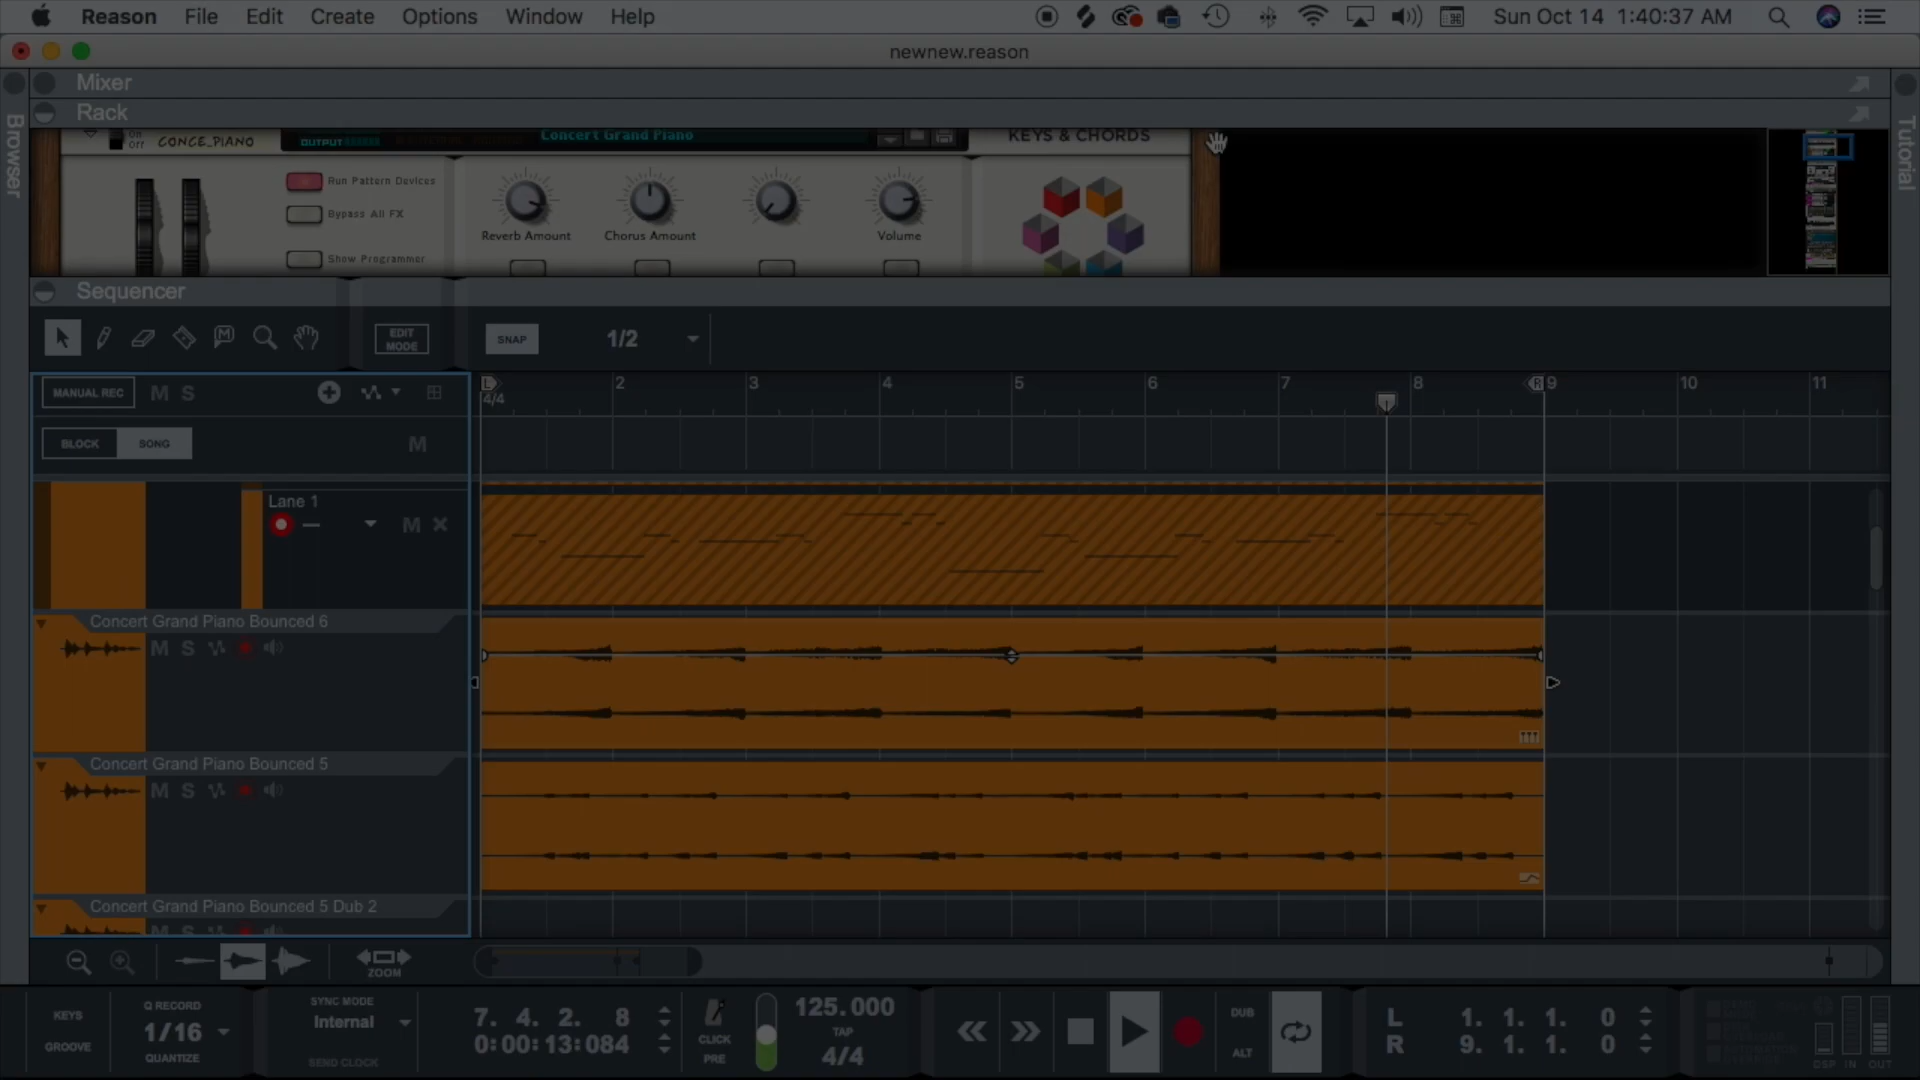 Reason File Edit Create Options Window Help
Sun Oct 14 1:40:37 AM
newnew.reason
Mixer
Rack
Browser
Tutorial
On
Off
CONCE_PIANO
OUTPUT
Concert Grand Piano
KEYS & CHORDS
Run Pattern Devices
Bypass All FX
Show Programmer
Reverb Amount
Chorus Amount
Volume
Sequencer
EDIT
MODE
SNAP
1/2
MANUAL REC
M S
L 2 3 4 5 6 7 8 R 9 10 11
4/4
BLOCK SONG
M
Lane 1
M
Concert Grand Piano Bounced 6
M S
Concert Grand Piano Bounced 5
M S
Concert Grand Piano Bounced 5 Dub 2
M S
ZOOM
KEYS
GROOVE
Q RECORD
1/16
QUANTIZE
SYNC MODE
Internal
SEND CLOCK
7. 4. 2. 8
0:00:13:084
CLICK
PRE
125.000
TAP
4/4
DUB
ALT
L 1. 1. 1. 0
R 9. 1. 1. 0
DSP IN OUT